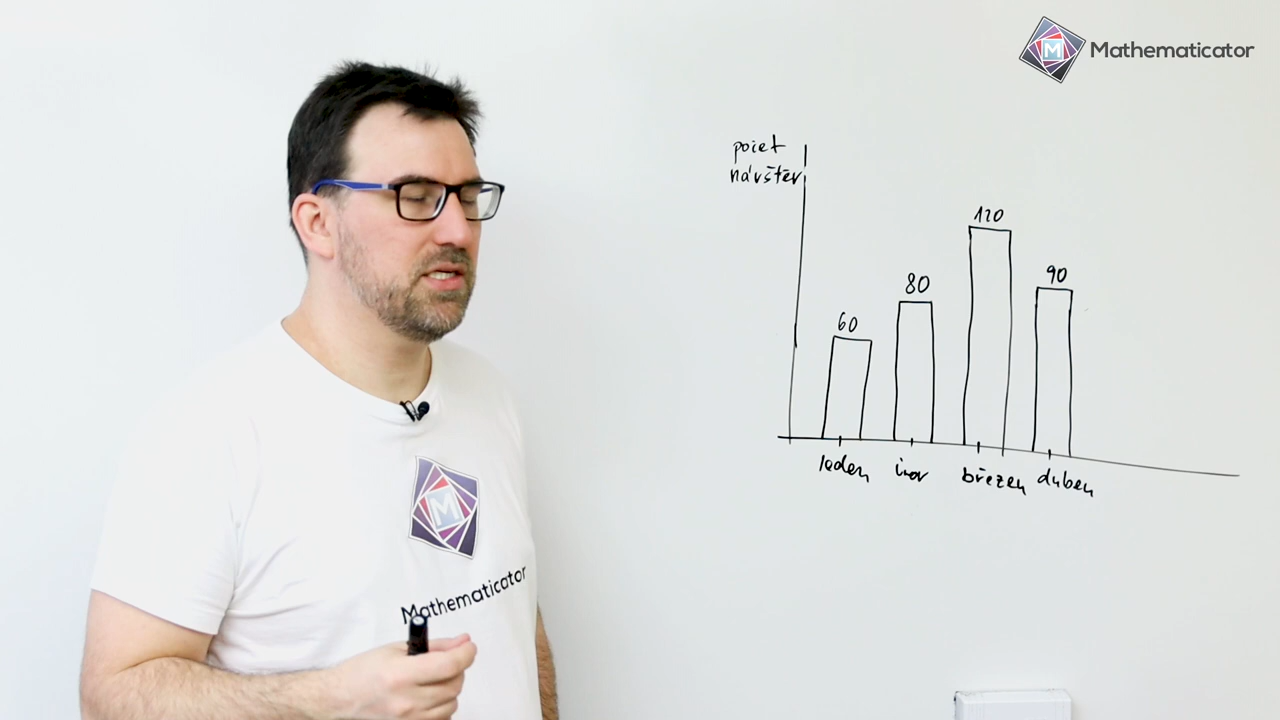 Mathematicator
počet
návštěv
120
90
80
60
leden
únor
březen
duben
M
Mathematicator